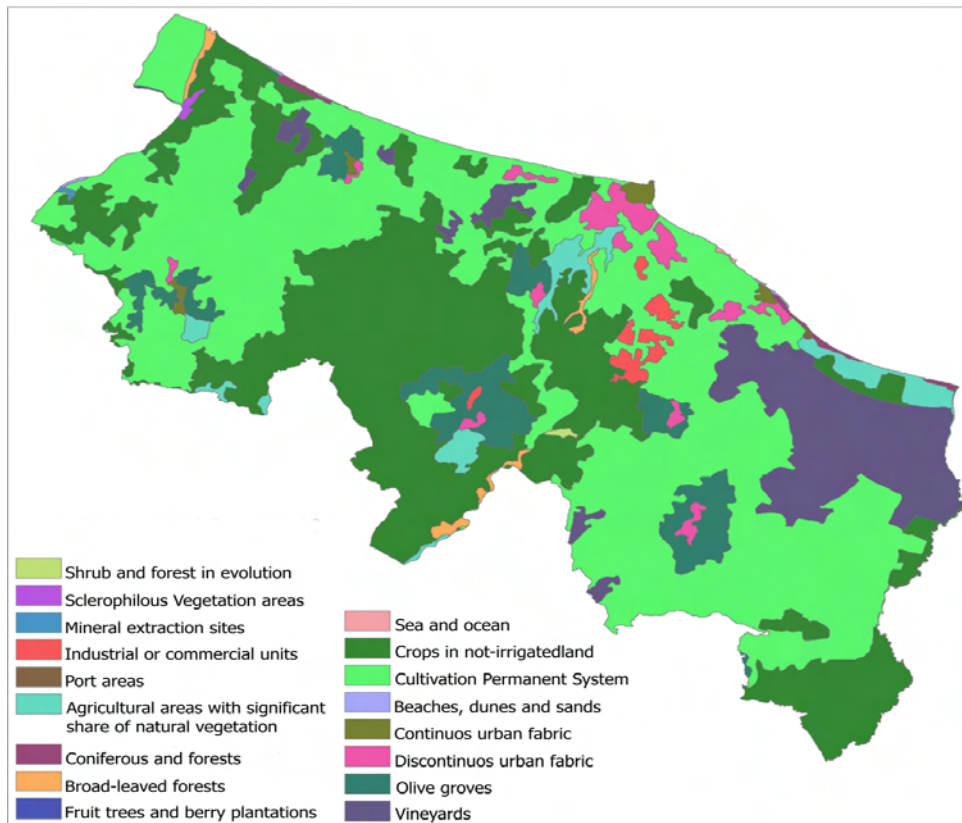 Shrub and forest in evolution
Sclerophilous Vegetation areas
Mineral extraction sites
Industrial or commercial units
Port areas
Agricultural areas with significant
share of natural vegetation
Coniferous and forests
Broad-leaved forests
Fruit trees and berry plantations
Sea and ocean
Crops in not-irrigatedland
Cultivation Permanent System
Beaches, dunes and sands
Continuos urban fabric
Discontinuos urban fabric
Olive groves
Vineyards